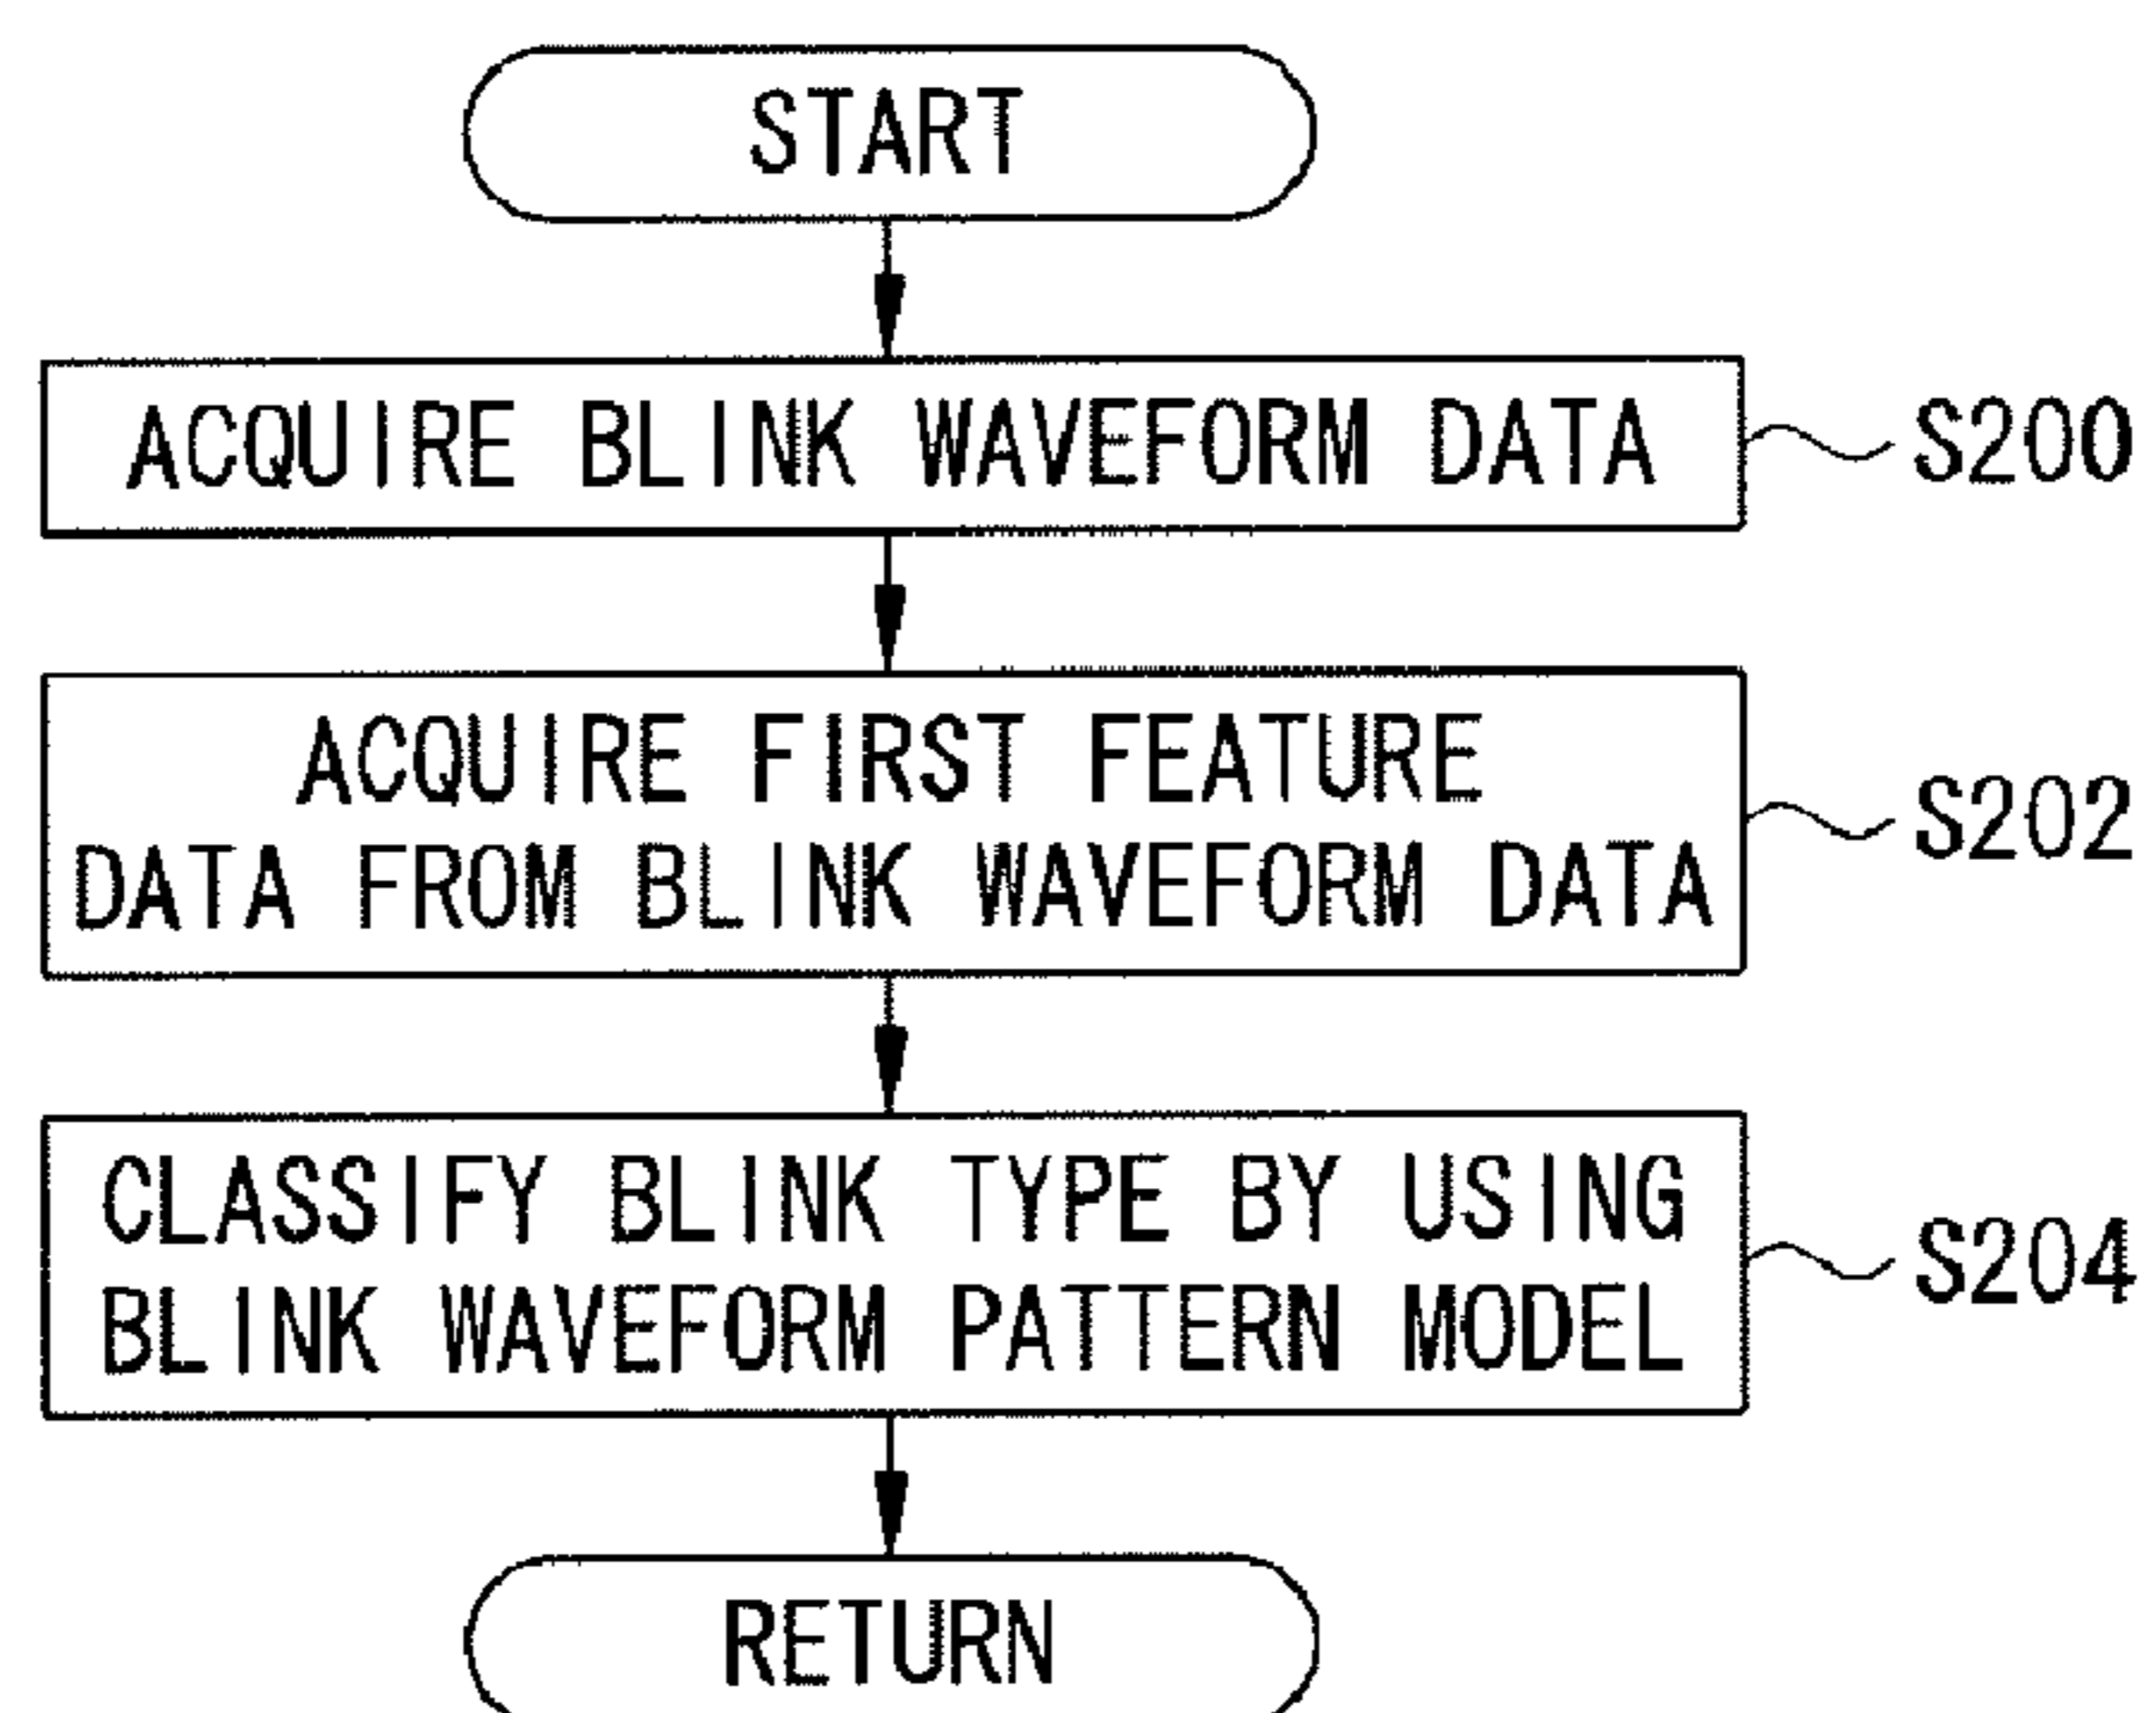 START
ACQUIRE BLINK WAVEFORM DATA
S200
ACQUIRE FIRST FEATURE
DATA FROM BLINK WAVEFORM DATA
S202
CLASSIFY BLINK TYPE BY USING
BLINK WAVEFORM PATTERN MODEL
S204
RETURN